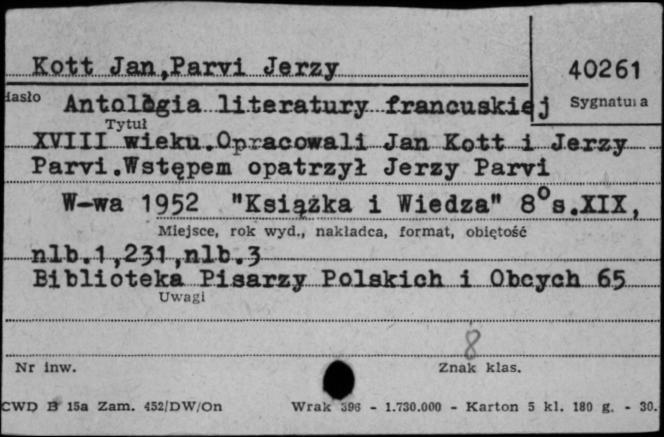 Kott Jan,Parvi Jerzy
40261
Hasło
Antologia literatury francuskiej
Sygnatura
Tytuł
XVIII wieku.Opracowali Jan Kott i Jerzy
Parvi.Wstępem opatrzył Jerzy Parvi
W-wa 1952 "Książka i Wiedza" 8°s.XIX,
Miejsce, rok wyd., nakładca, format, objętość
nlb.1,231,nlb.3
Biblioteka Pisarzy Polskich i Obcych 65
Uwagi
8
Nr inw.
Znak klas.
CWD B 15a Zam. 452/DW/On
Wrak 396 - 1.730.000 - Karton 5 kl. 180 g. - 30.